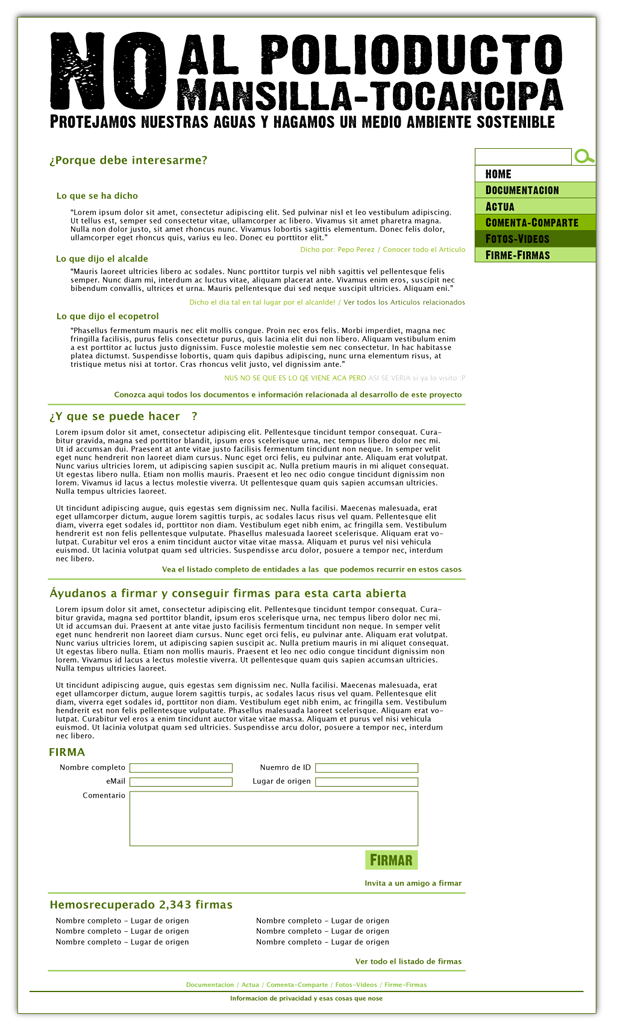 NO AL POLIODUCTO
MANSILLA-TOCANCIPA
PROTEJAMOS NUESTRAS AGUAS Y HAGAMOS UN MEDIO AMBIENTE SOSTENIBLE
¿Porque debe interesarme?
HOME
DOCUMENTACION
ACTUA
COMENTA-COMPARTE
FOTOS-VIDEOS
FIRME-FIRMAS
Lo que se ha dicho
"Lorem ipsum dolor sit amet, consectetur adipiscing elit. Sed pulvinar nisl et leo vestibulum adipiscing.
Ut tellus est, semper sed consectetur vitae, ullamcorper ac libero. Vivamus sit amet pharetra magna.
Nulla non dolor justo, sit amet rhoncus nunc. Vivamus lobortis sagittis elementum. Donec felis dolor,
ullamcorper eget rhoncus quis, varius eu leo. Donec eu porttitor elit."
Dicho por: Pepo Perez / Conocer todo el Articulo
Lo que dijo el alcalde
"Mauris laoreet ultricies libero ac sodales. Nunc porttitor turpis vel nibh sagittis vel pellentesque felis
semper. Nunc diam mi, interdum ac luctus vitae, aliquam placerat ante. Vivamus enim eros, suscipit nec
bibendum convallis, ultrices et urna. Mauris pellentesque dui sed neque suscipit ultricies. Aliquam eni."
Dicho el dia tal en tal lugar por el alcanlde! / Ver todos los Articulos relacionados
Lo que dijo el ecopetrol
"Phasellus fermentum mauris nec elit mollis congue. Proin nec eros felis. Morbi imperdiet, magna nec
fringilla facilisis, purus felis consectetur purus, quis lacinia elit dui non libero. Aliquam vestibulum enim
a est porttitor ac luctus justo dignissim. Fusce molestie molestie sem nec consectetur. In hac habitasse
platea dictumst. Suspendisse lobortis, quam quis dapibus adipiscing, nunc urna elementum risus, at
tristique metus nisi at tortor. Cras rhoncus velit justo, vel dignissim ante."
NUS NO SE QUE ES LO QE VIENE ACA PERO ASI SE VERIA si ya lo visito :P
Conozca aqui todos los documentos e información relacionada al desarrollo de este proyecto
¿Y que se puede hacer ?
Lorem ipsum dolor sit amet, consectetur adipiscing elit. Pellentesque tincidunt tempor consequat. Cura-
bitur gravida, magna sed porttitor blandit, ipsum eros scelerisque urna, nec tempus libero dolor nec mi.
Ut id accumsan dui. Praesent at ante vitae justo facilisis fermentum tincidunt non neque. In semper velit
eget nunc hendrerit non laoreet diam cursus. Nunc eget orci felis, eu pulvinar ante. Aliquam erat volutpat.
Nunc varius ultricies lorem, ut adipiscing sapien suscipit ac. Nulla pretium mauris in mi aliquet consequat.
Ut egestas libero nulla. Etiam non mollis mauris. Praesent et leo nec odio congue tincidunt dignissim non
lorem. Vivamus id lacus a lectus molestie viverra. Ut pellentesque quam quis sapien accumsan ultrices.
Nulla tempus ultricies laoreet.
Ut tincidunt adipiscing augue, quis egestas sem dignissim nec. Nulla facilisi. Maecenas malesuada, erat
eget ullamcorper dictum, augue lorem sagittis turpis, ac sodales lacus risus vel quam. Pellentesque elit
diam, viverra eget sodales id, porttitor non diam. Vestibulum eget nibh enim, ac fringilla sem. Vestibulum
hendrerit est non felis pellentesque vulputate. Phasellus malesuada laoreet scelerisque. Aliquam erat vo-
lutpat. Curabitur vel eros a enim tincidunt auctor vitae vitae massa. Aliquam et purus vel nisi vehicula
euismod. Ut lacinia volutpat quam sed ultricies. Suspendisse arcu dolor, posuere a tempor nec, interdum
nec libero.
Vea el listado completo de entidades a las que podemos recurrir en estos casos
Áyudanos a firmar y conseguir firmas para esta carta abierta
Lorem ipsum dolor sit amet, consectetur adipiscing elit. Pellentesque tincidunt tempor consequat. Cura-
bitur gravida, magna sed porttitor blandit, ipsum eros scelerisque urna, nec tempus libero dolor nec mi.
Ut id accumsan dui. Praesent at ante vitae justo facilisis fermentum tincidunt non neque. In semper velit
eget nunc hendrerit non laoreet diam cursus. Nunc eget orci felis, eu pulvinar ante. Aliquam erat volutpat.
Nunc varius ultricies lorem, ut adipiscing sapien suscipit ac. Nulla pretium mauris in mi aliquet consequat.
Ut egestas libero nulla. Etiam non mollis mauris. Praesent et leo nec odio congue tincidunt dignissim non
lorem. Vivamus id lacus a lectus molestie viverra. Ut pellentesque quam quis sapien accumsan ultrices.
Nulla tempus ultricies laoreet.
Ut tincidunt adipiscing augue, quis egestas sem dignissim nec. Nulla facilisi. Maecenas malesuada, erat
eget ullamcorper dictum, augue lorem sagittis turpis, ac sodales lacus risus vel quam. Pellentesque elit
diam, viverra eget sodales id, porttitor non diam. Vestibulum eget nibh enim, ac fringilla sem. Vestibulum
hendrerit est non felis pellentesque vulputate. Phasellus malesuada laoreet scelerisque. Aliquam erat vo-
lutpat. Curabitur vel eros a enim tincidunt auctor vitae vitae massa. Aliquam et purus vel nisi vehicula
euismod. Ut lacinia volutpat quam sed ultricies. Suspendisse arcu dolor, posuere a tempor nec, interdum
nec libero.
FIRMA
Nombre completo Nuemro de ID
eMail Lugar de origen
Comentario
FIRMAR
Invita a un amigo a firmar
Hemosrecuperado 2,343 firmas
Nombre completo - Lugar de origen Nombre completo - Lugar de origen
Nombre completo - Lugar de origen Nombre completo - Lugar de origen
Nombre completo - Lugar de origen Nombre completo - Lugar de origen
Ver todo el listado de firmas
Documentacion / Actua / Comenta-Comparte / Fotos-Videos / Firme-Firmas
Informacion de privacidad y esas cosas que nose